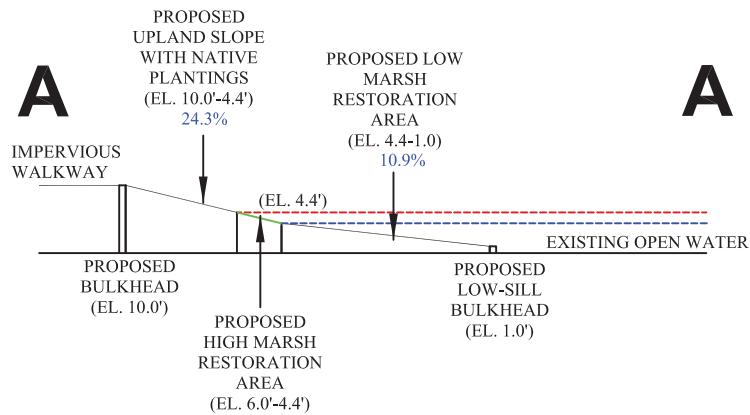 PROPOSED
UPLAND SLOPE
WITH NATIVE
PLANTINGS
(EL. 10.0'-4.4')
24.3%
PROPOSED LOW
MARSH
RESTORATION
AREA
(EL. 4.4-1.0)
10.9%
A
A
IMPERVIOUS
WALKWAY
(EL. 4.4')
EXISTING OPEN WATER
PROPOSED
BULKHEAD
(EL. 10.0')
PROPOSED
HIGH MARSH
RESTORATION
AREA
(EL. 6.0'-4.4')
PROPOSED
LOW-SILL
BULKHEAD
(EL. 1.0')